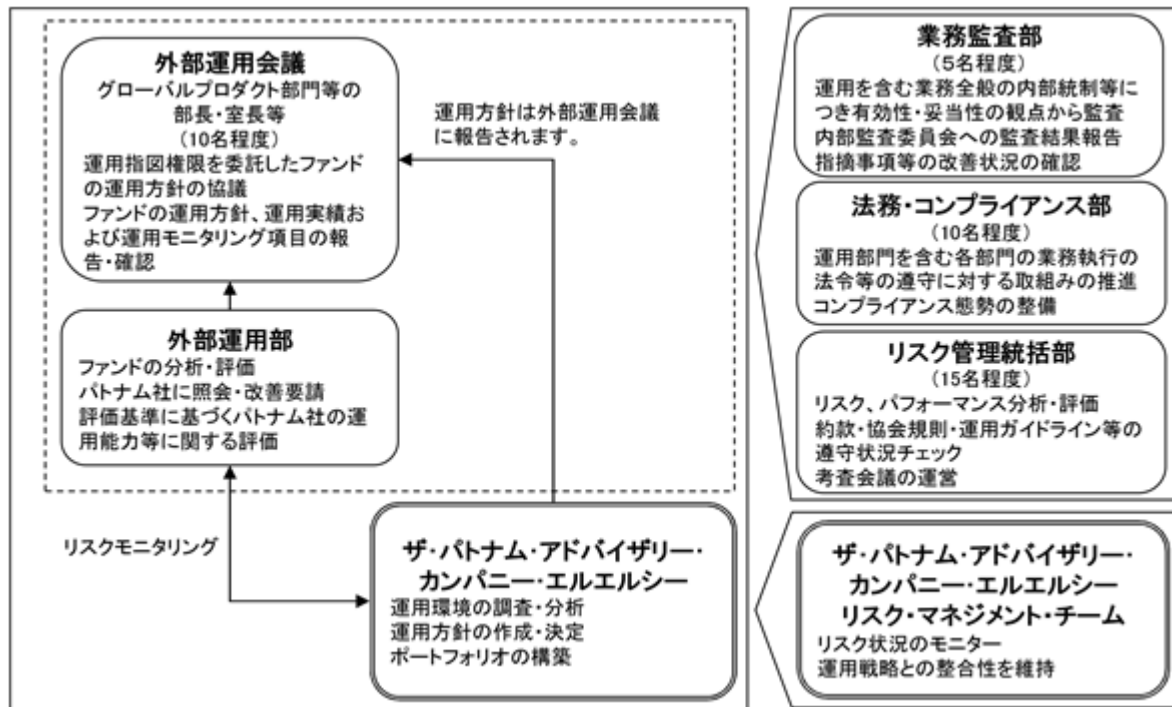 外部運用会議
グローバルプロダクト部門等の
部長・室長等
（10名程度）
運用指図権限を委託したファンド
の運用方針の協議
ファンドの運用方針、運用実績お
よび運用モニタリング項目の報
告・確認
運用方針は外部運用会議
に報告されます。
外部運用部
ファンドの分析・評価
パトナム社に照会・改善要請
評価基準に基づくパトナム社の運
用能力等に関する評価
リスクモニタリング
ザ・パトナム・アドバイザリー・
カンパニー・エルエルシー
運用環境の調査・分析
運用方針の作成・決定
ポートフォリオの構築
業務監査部
（5名程度）
運用を含む業務全般の内部統制等に
つき有効性・妥当性の観点から監査
内部監査委員会への監査結果報告
指摘事項等の改善状況の確認
法務・コンプライアンス部
（10名程度）
運用部門を含む各部門の業務執行の
法令等の遵守に対する取組みの推進
コンプライアンス態勢の整備
リスク管理統括部
（15名程度）
リスク、パフォーマンス分析・評価
約款・協会規則・運用ガイドライン等の
遵守状況チェック
考査会議の運営
ザ・パトナム・アドバイザリー・
カンパニー・エルエルシー
リスク・マネジメント・チーム
リスク状況のモニター
運用戦略との整合性を維持